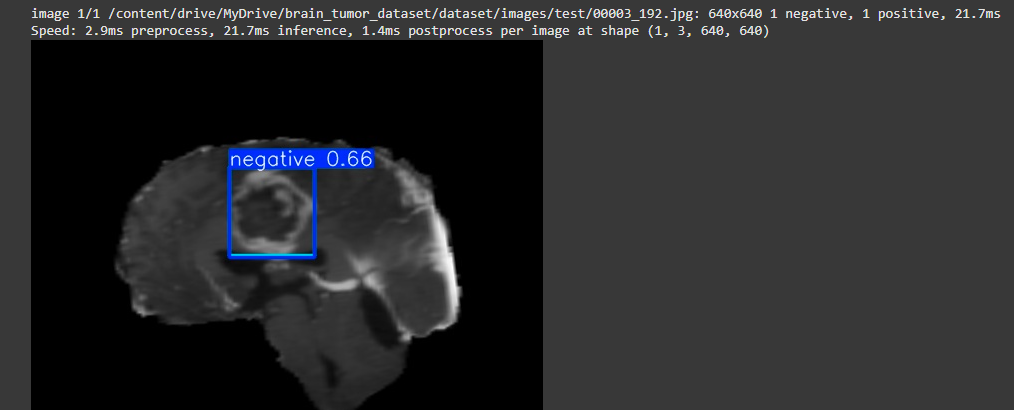 image 1/1 /content/drive/MyDrive/brain_tumor_dataset/dataset/images/test/00003_192.jpg: 640x640 1 negative, 1 positive, 21.7ms
Speed: 2.9ms preprocess, 21.7ms inference, 1.4ms postprocess per image at shape (1, 3, 640, 640)
negative 0.66